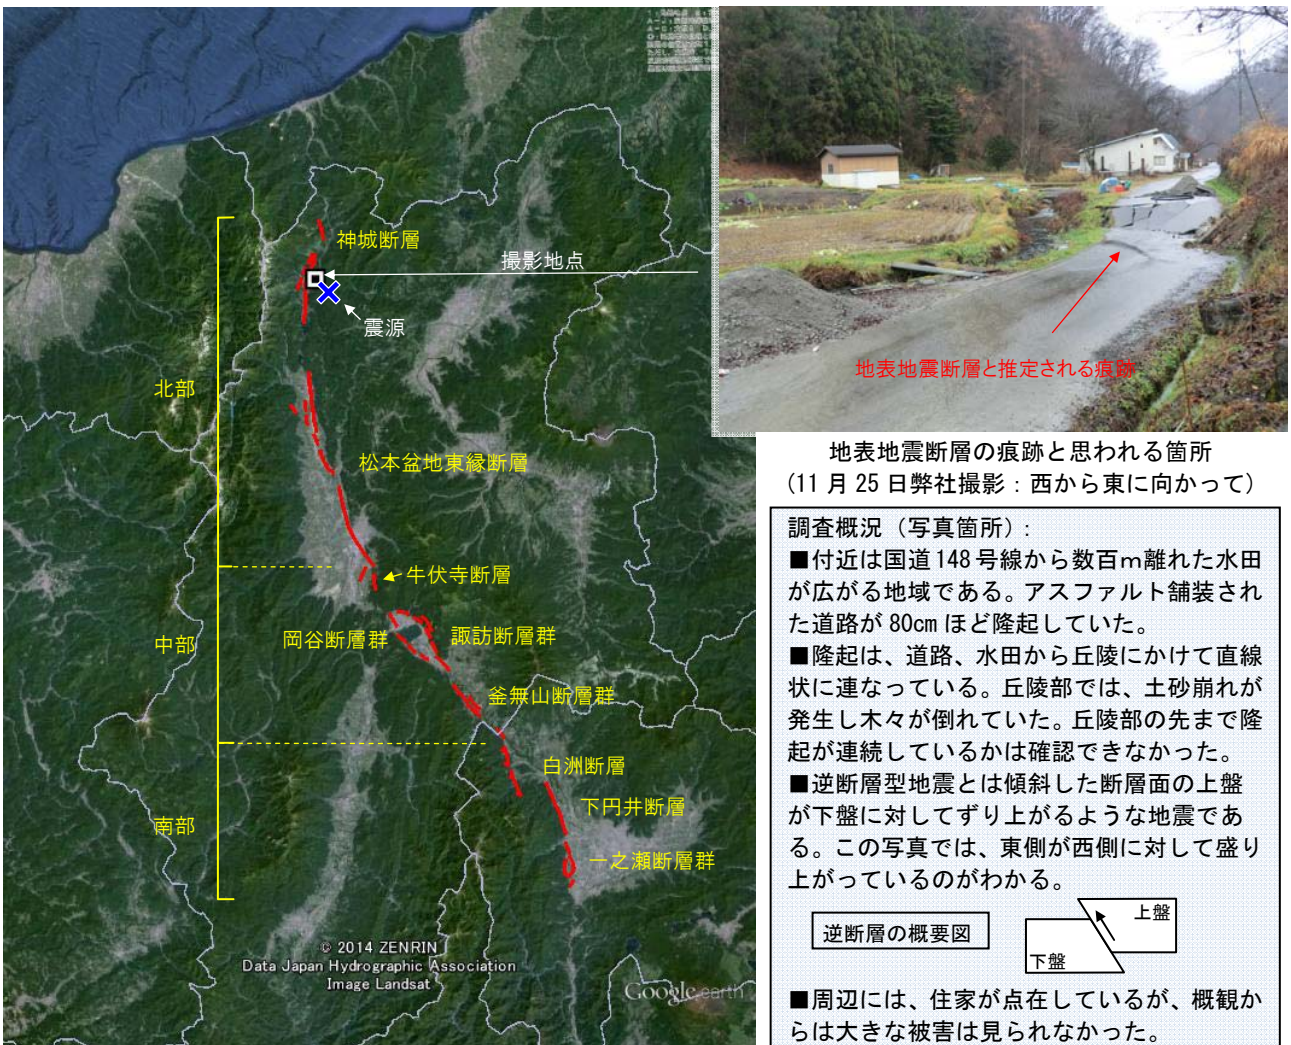 神城断層
撮影地点
震源
北部
松本盆地東縁断層
牛伏寺断層
中部
岡谷断層群
諏訪断層群
釜無山断層群
白洲断層
下円井断層
南部
一之瀬断層群
© 2014 ZENRIN
Data Japan Hydrographic Association
Image Landsat
Google earth
地表地震断層と推定される痕跡
地表地震断層の痕跡と思われる箇所
(11月25日弊社撮影：西から東に向かって)
調査概況（写真箇所）:
■付近は国道148号線から数百ｍ離れた水田
が広がる地域である。アスファルト舗装され
た道路が80cmほど隆起していた。
■隆起は、道路、水田から丘陵にかけて直線
状に連なっている。丘陵部では、土砂崩れが
発生し木々が倒れていた。丘陵部の先まで隆
起が連続しているかは確認できなかった。
■逆断層型地震とは傾斜した断層面の上盤
が下盤に対してずり上がるような地震であ
る。この写真では、東側が西側に対して盛り
上がっているのがわかる。
逆断層の概要図
上盤
下盤
■周辺には、住家が点在しているが、概観か
らは大きな被害は見られなかった。